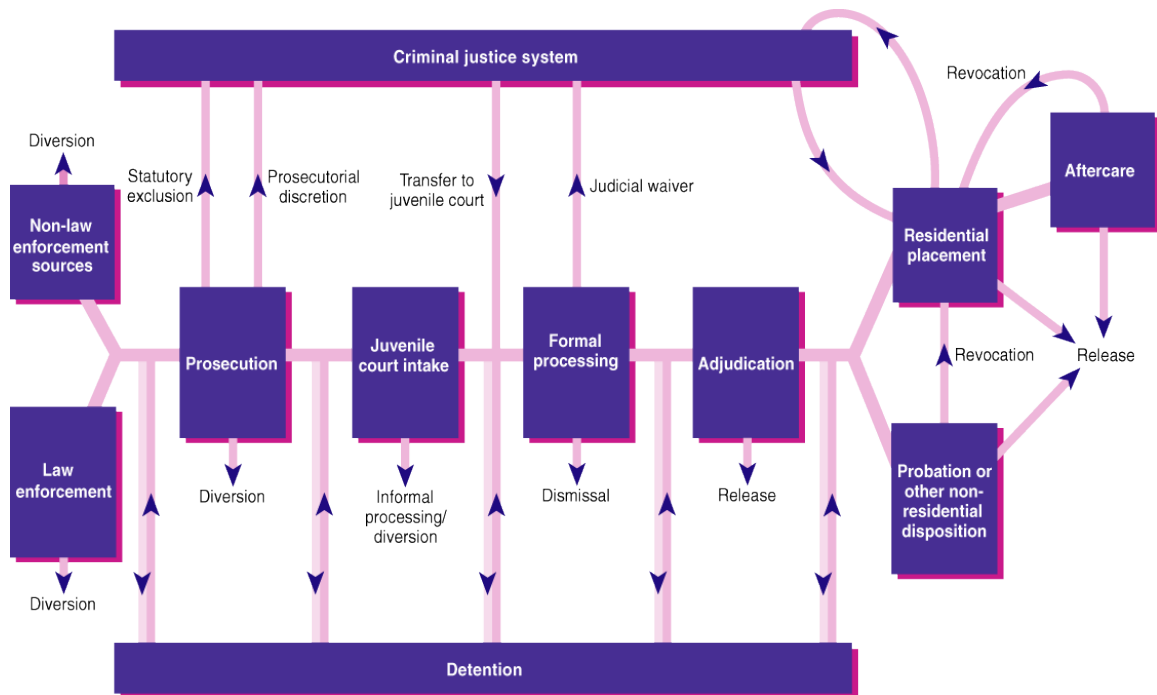 Criminal justice system
Revocation
Diversion
Aftercare
Statutory
exclusion
Prosecutorial
discretion
Transfer to
juvenile court
Judicial waiver
Non-law
enforcement
sources
Residential
placement
Prosecution
Juvenile
court intake
Formal
processing
Adjudication
Revocation
Release
Law
enforcement
Diversion
Informal
processing/
diversion
Dismissal
Release
Probation or
other non-
residential
disposition
Diversion
Detention